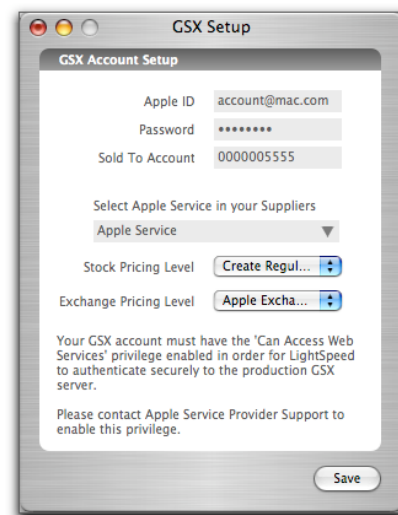 GSX Setup
GSX Account Setup
Apple ID account@mac.com
Password ••••••••
Sold To Account 0000005555
Select Apple Service in your Suppliers
Apple Service
Stock Pricing Level Create Regul...
Exchange Pricing Level Apple Excha...
Your GSX account must have the 'Can Access Web
Services' privilege enabled in order for LightSpeed
to authenticate securely to the production GSX
server.
Please contact Apple Service Provider Support to
enable this privilege.
Save